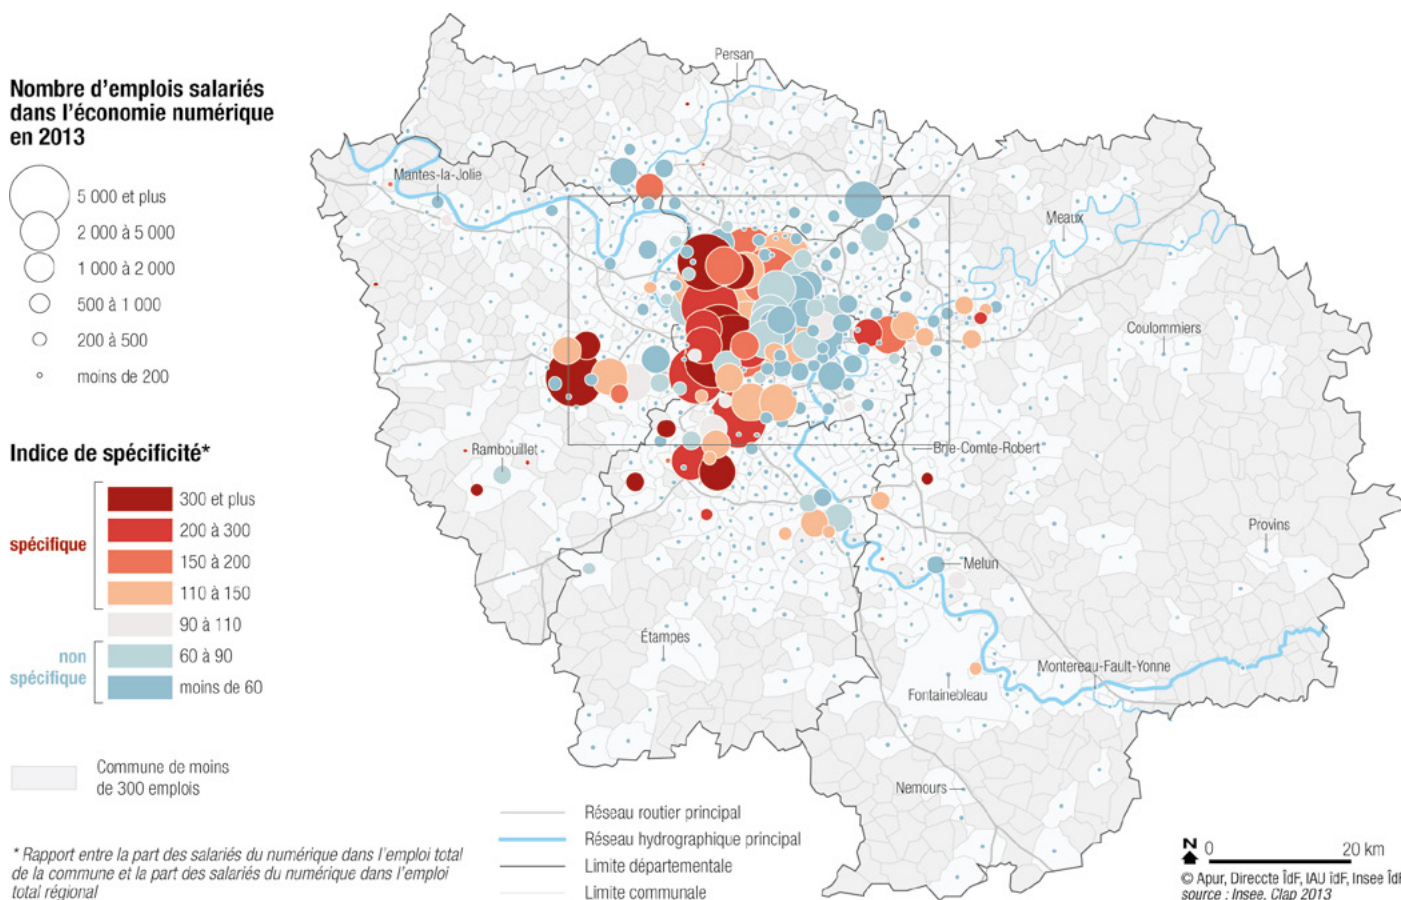 Nombre d'emplois salariés
dans l'économie numérique
en 2013
5 000 et plus
2 000 à 5 000
1 000 à 2 000
500 à 1 000
200 à 500
moins de 200
Indice de spécificité*
spécifique
300 et plus
200 à 300
150 à 200
110 à 150
90 à 110
non
spécifique
60 à 90
moins de 60
Commune de moins
de 300 emplois
* Rapport entre la part des salariés du numérique dans l'emploi total
de la commune et la part des salariés du numérique dans l'emploi
total régional
Persan
Mantes-la-Jolie
Meaux
Coulommiers
Rambouillet
Brie-Comte-Robert
Provins
Melun
Étampes
Montereau-Fault-Yonne
Fontainebleau
Nemours
Réseau routier principal
Réseau hydrographique principal
Limite départementale
Limite communale
N 0 20 km
© Apur, Direccte ÎdF, IAU îdF, Insee ÎdF
source : Insee, Clap 2013